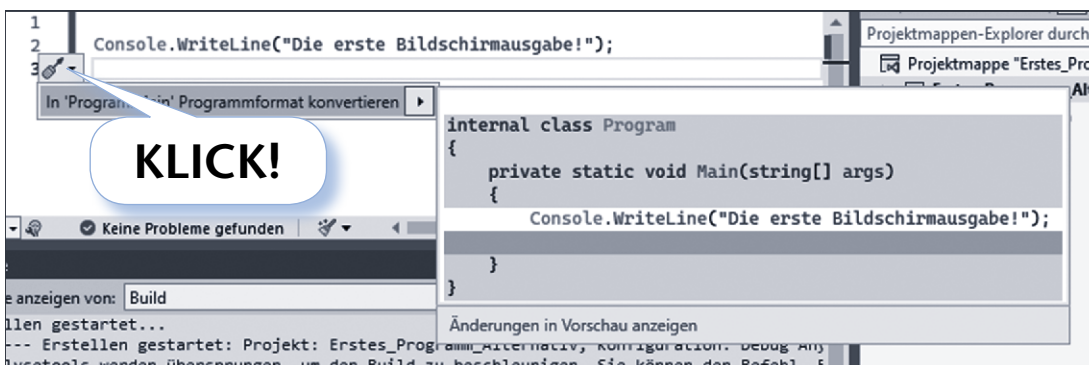 1
2
3
Console.WriteLine("Die erste Bildschirmausgabe!");
In 'Program
Programmformat konvertieren
KLICK!
Keine Probleme gefunden
anzeigen von: Build
gestartet...
--- Erstellen gestartet: Projekt: Erstes_Programm_Alternativ, Konfiguration: Debug
internal class Program
{
private static void Main(string[] args)
{
Console.WriteLine("Die erste Bildschirmausgabe!");
}
}
Änderungen in Vorschau anzeigen
Projektmappen-Explorer durch
Projektmappe "Erstes_Pro